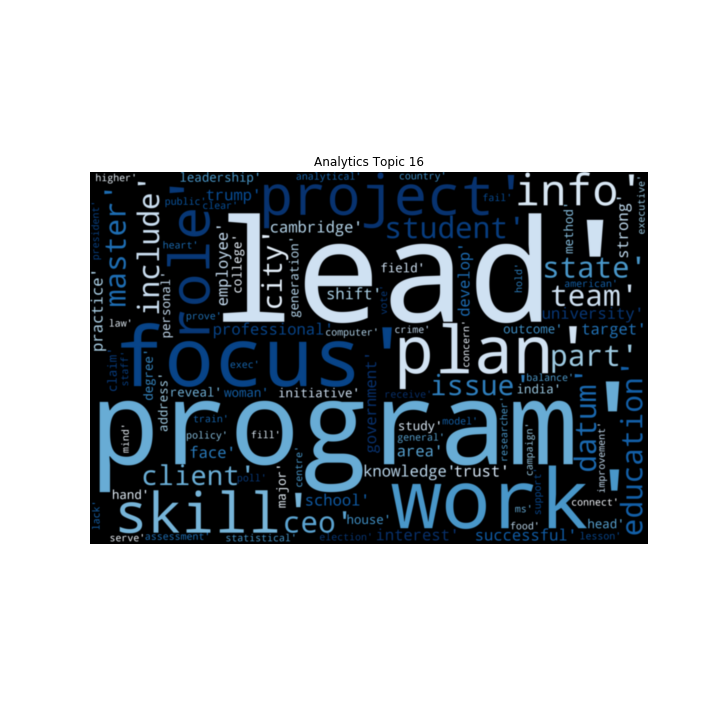 Analytics Topic 16
higher'
leadership'
analytical'
country'
president'
master'
include'
role'
public'
trump'
clear'
project'
fail'
info'
executive'
heart'
employee'
college'
city'
cambridge'
student'
method'
strong'
generation'
lead'
field'
develop'
hold'
state'
american'
practice'
personal'
shift'
vote'
team'
law'
prove'
professional'
computer'
crime'
outcome'
university'
target'
focus'
exec'
plan'
concern'
part'
claim'
staff'
degree'
address'
reveal'
woman'
initiative'
government'
receive'
issue'
balance'
india'
datum'
education'
program'
mind'
train'
policy'
fill'
face'
poll'
study'
general'
area'
model'
researcher'
campaign'
improvement'
client'
centre'
major'
knowledge'
trust'
work'
support'
connect'
lack'
hand'
skill'
school'
ceo'
house'
ms'
food'
head'
serve'
assessment'
statistical'
election'
interest'
successful'
lesson'